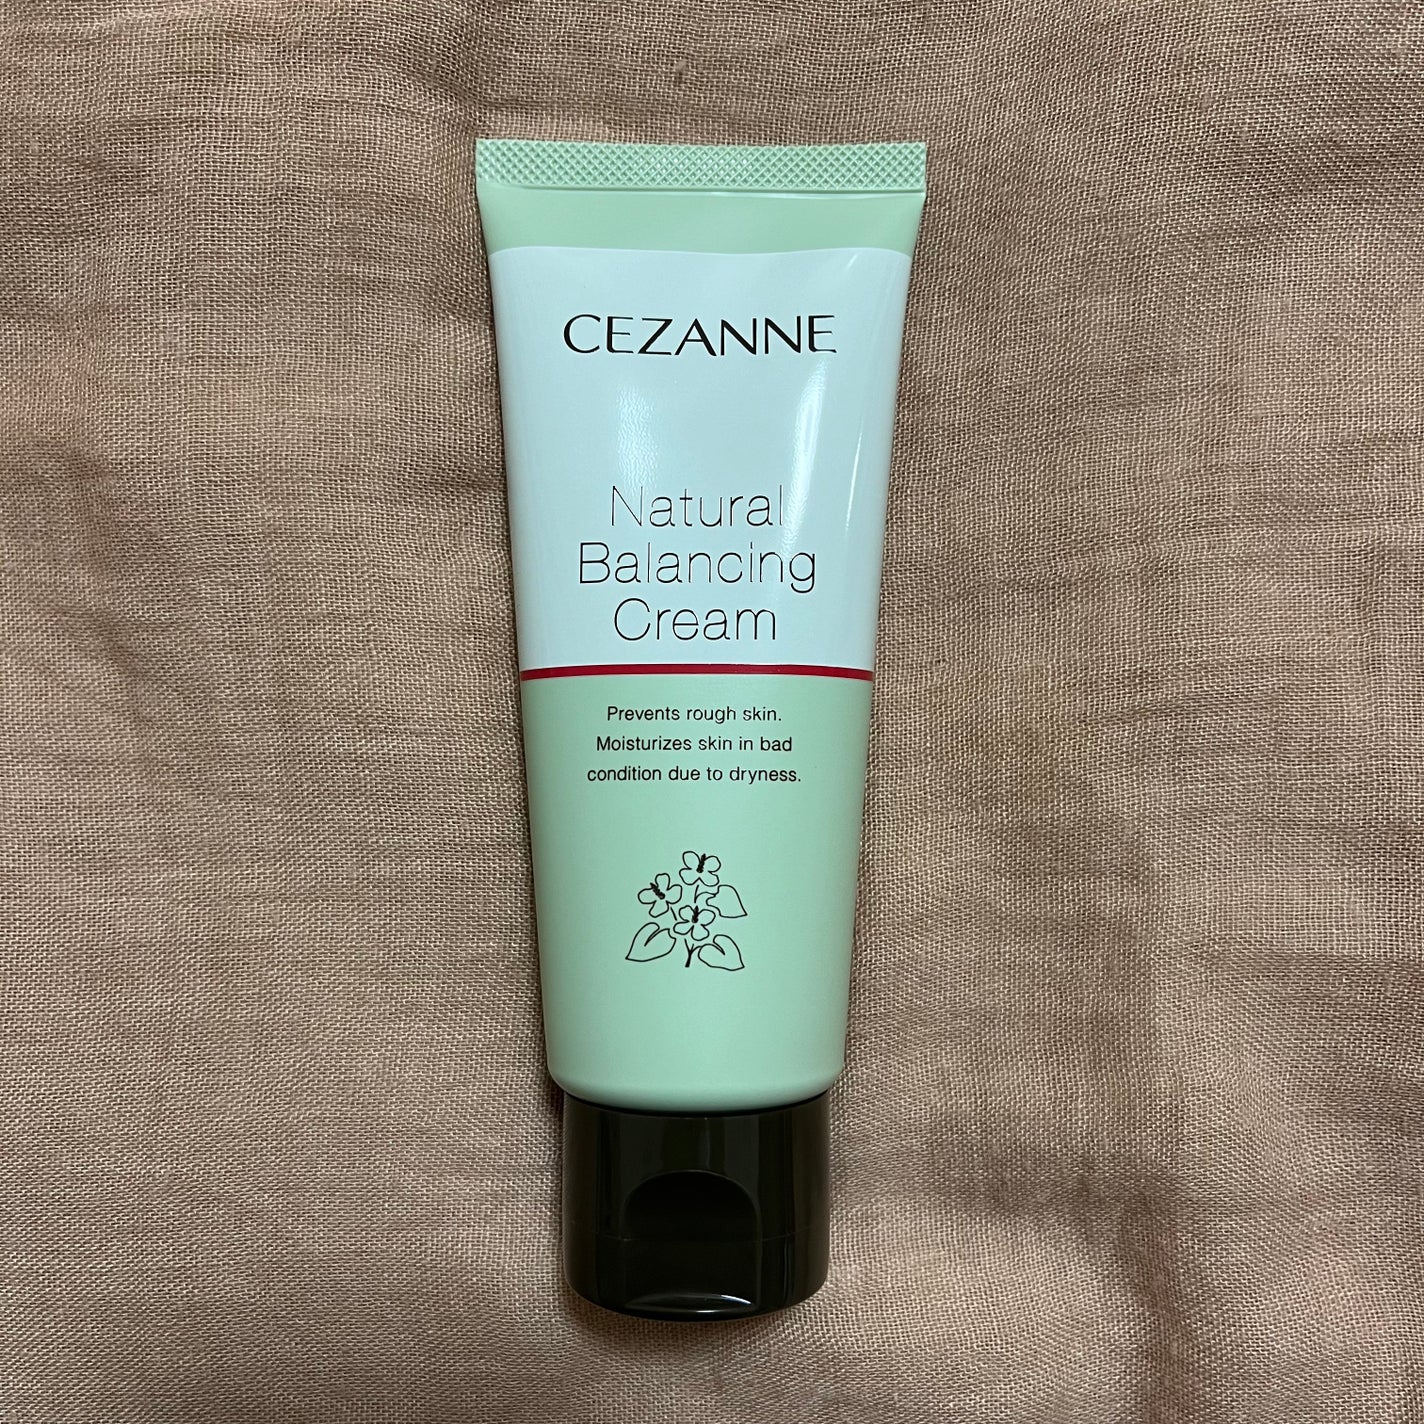 CEZANNE
Natural
Balancing
Cream
Prevents rough skin.
Moisturizes skin in bad
condition due to dryness.